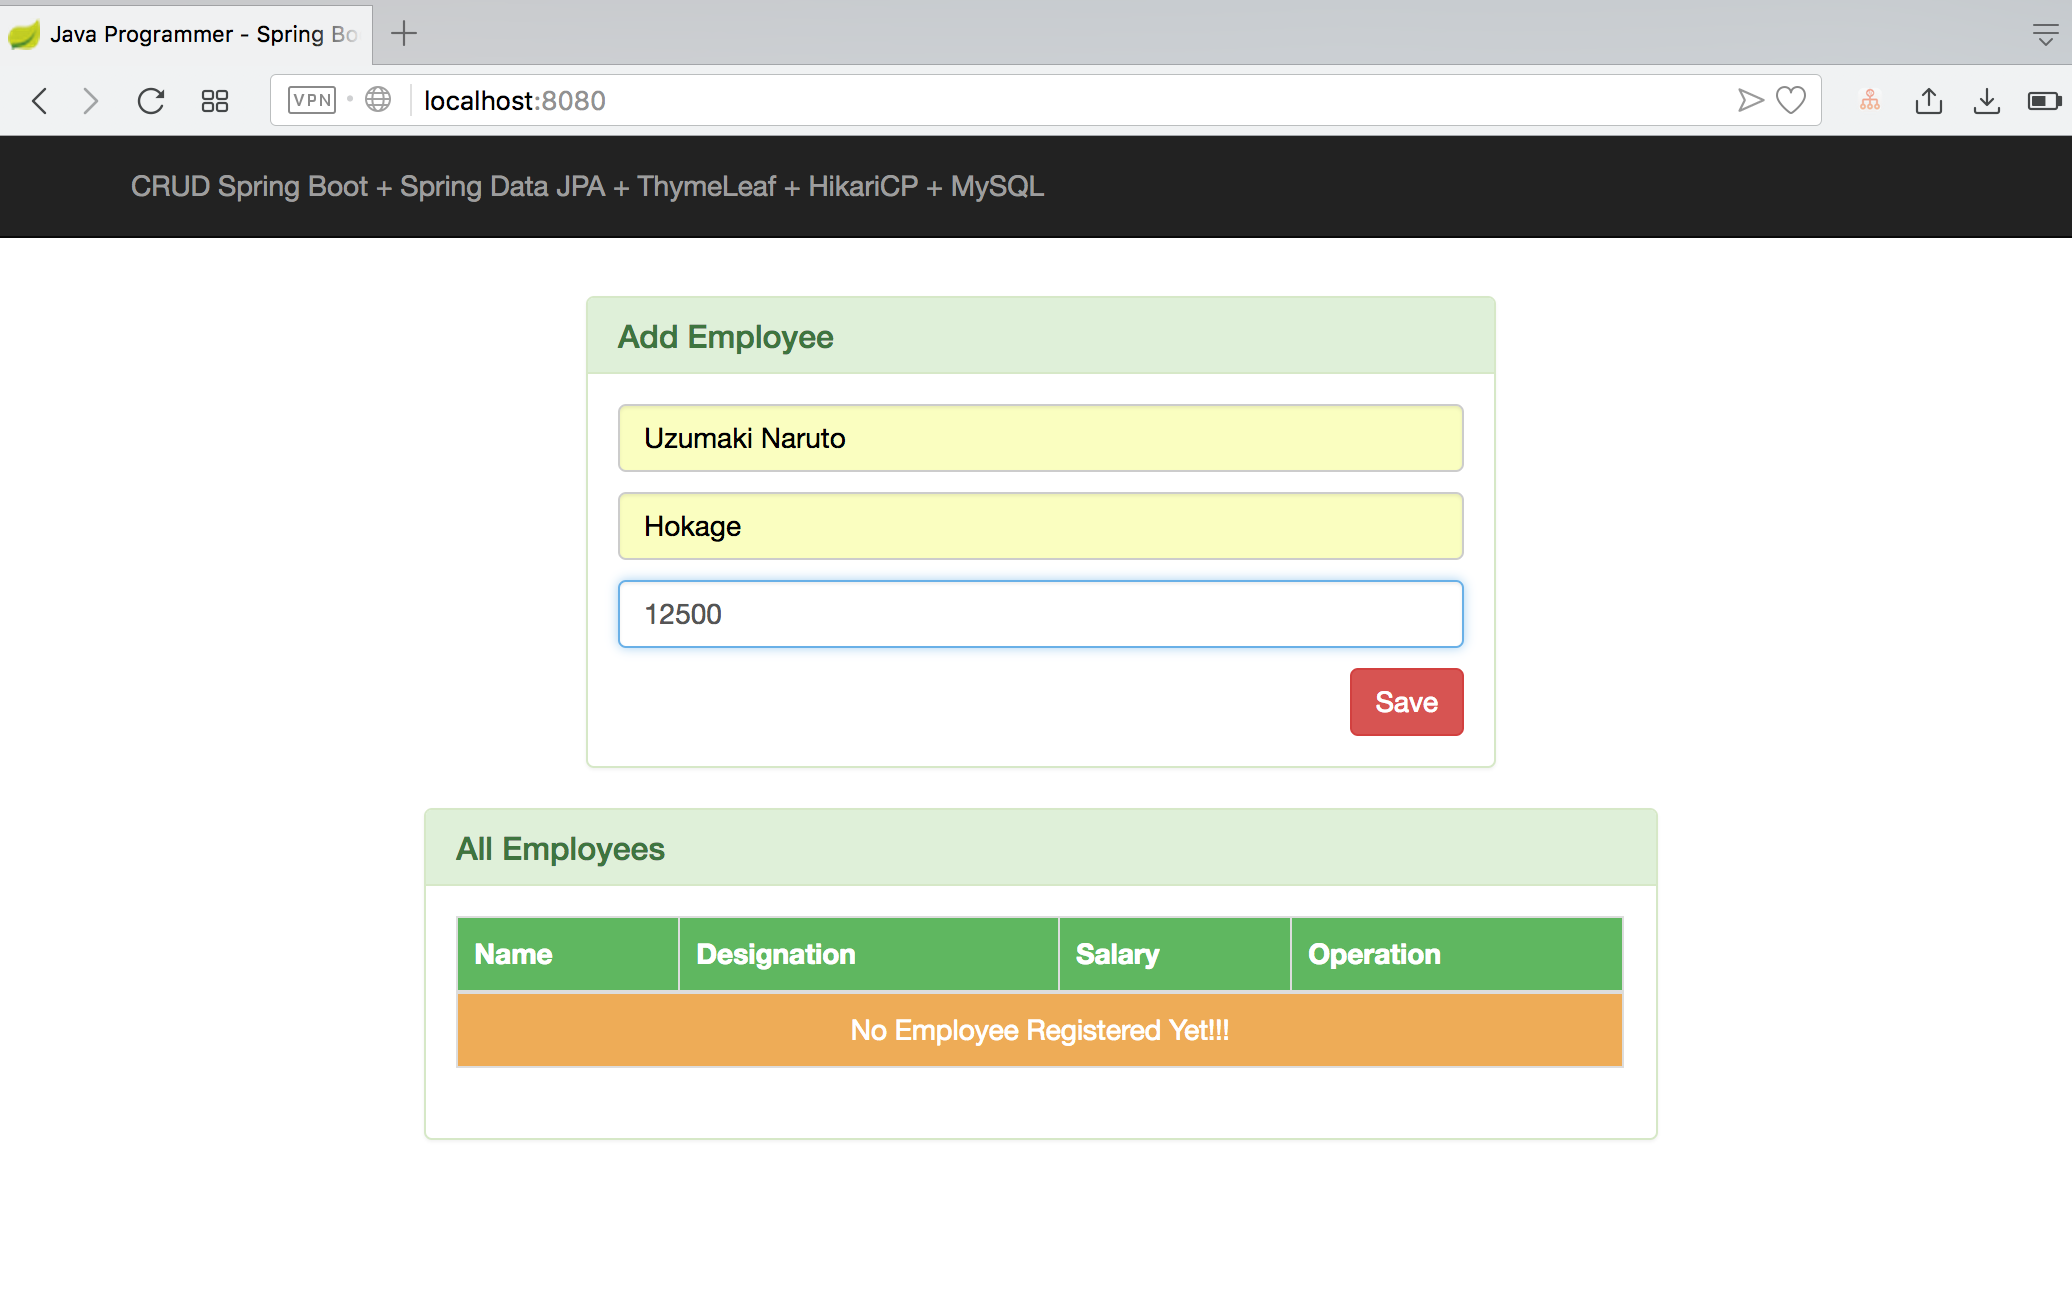 Java Programmer - Spring Bo
VPN
localhost:8080
CRUD Spring Boot + Spring Data JPA + ThymeLeaf + HikariCP + MySQL
Add Employee
Uzumaki Naruto
Hokage
12500
Save
All Employees
Name Designation Salary Operation
No Employee Registered Yet!!!